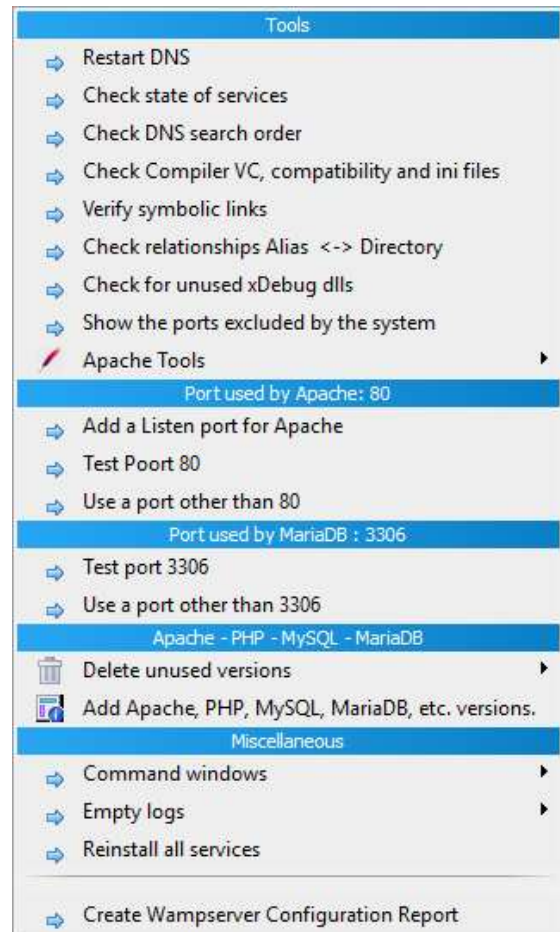 Tools
Restart DNS
Check state of services
Check DNS search order
Check Compiler VC, compatibility and ini files
Verify symbolic links
Check relationships Alias <-> Directory
Check for unused xDebug dlls
Show the ports excluded by the system
Apache Tools
Port used by Apache: 80
Add a Listen port for Apache
Test Poort 80
Use a port other than 80
Port used by MariaDB : 3306
Test port 3306
Use a port other than 3306
Apache - PHP - MySQL - MariaDB
Delete unused versions
Add Apache, PHP, MySQL, MariaDB, etc. versions.
Miscellaneous
Command windows
Empty logs
Reinstall all services
Create Wampserver Configuration Report